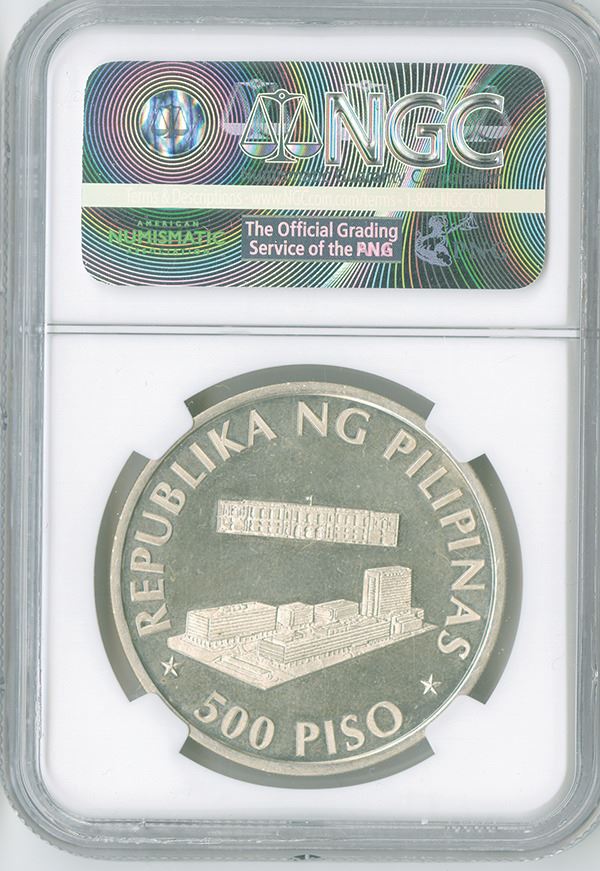 NGC
Terms & Descriptions - www.NGCcoin.com/terms • 1-800-NGC-COIN
AMERICAN
NUMISMATIC
ASSOCIATION
The Official Grading
Service of the PNG
REPUBLIKA NG PILIPINAS
500 PISO